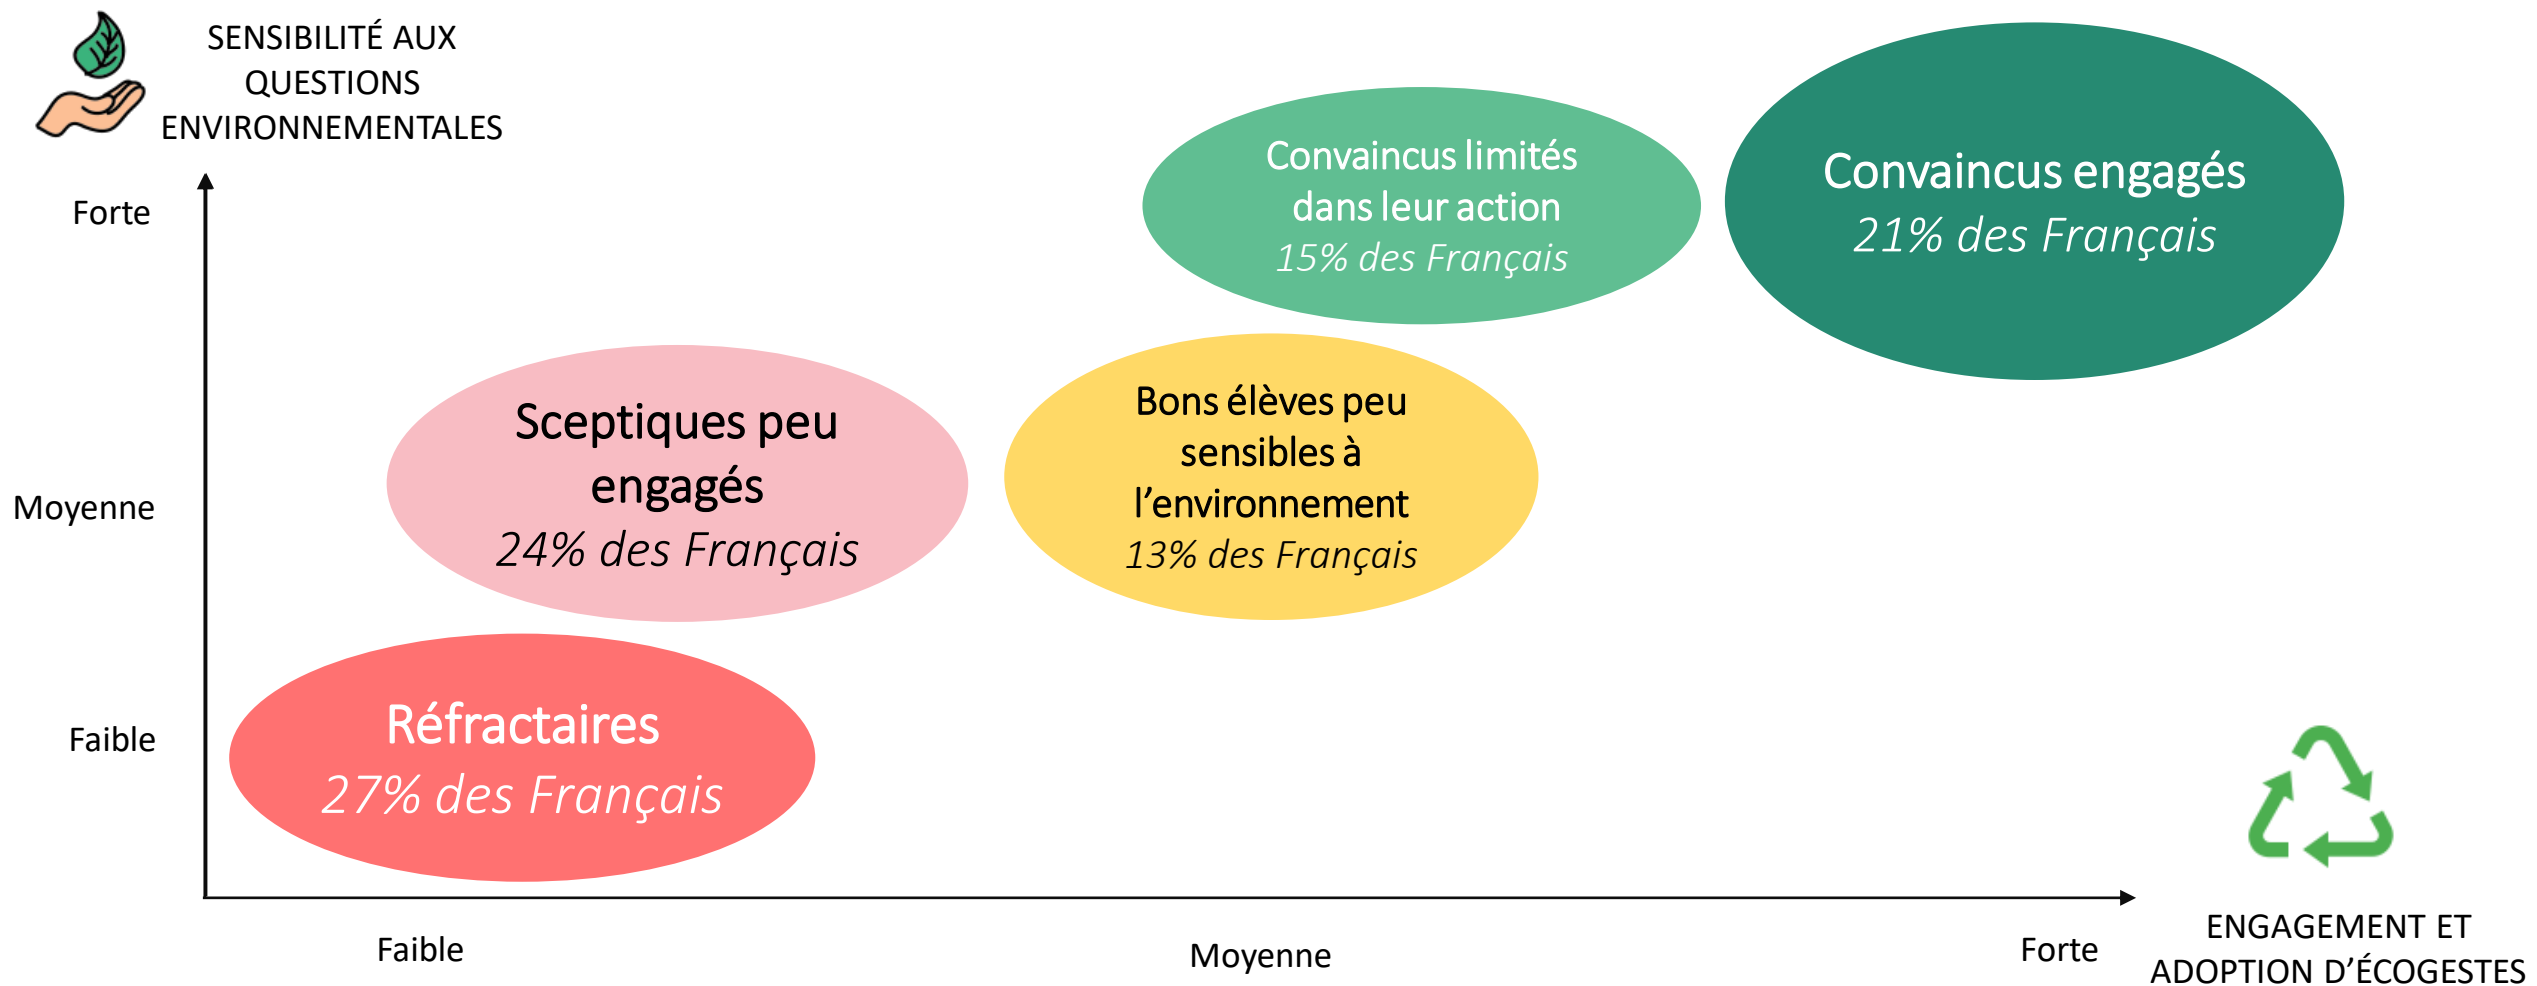 SENSIBILITÉ AUX
QUESTIONS
ENVIRONNEMENTALES
Forte
Moyenne
Faible
Convaincus limités
dans leur action
15% des Français
Convaincus engagés
21% des Français
Sceptiques peu
engagés
24% des Français
Bons élèves peu
sensibles à
l’environnement
13% des Français
Réfractaires
27% des Français
Faible
Moyenne
Forte
ENGAGEMENT ET
ADOPTION D’ÉCOGESTES